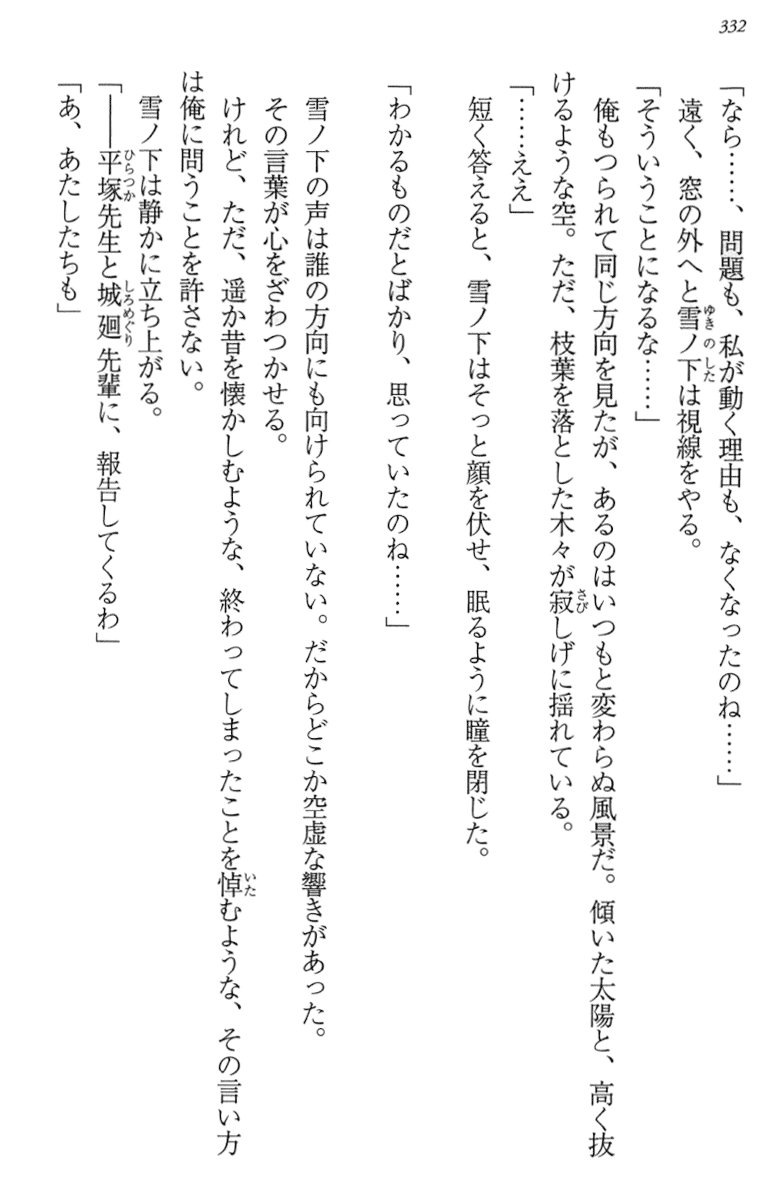 332
「なら……、問題も、私が動く理由も、なくなったのね……」
遠く、窓の外へと雪ノ下は視線をやる。
「そういうことになるな……」
俺もつられて同じ方向を見たが、あるのはいつもと変わらぬ風景だ。傾いた太陽と、高く抜
けるような空。ただ、枝葉を落とした木々が寂しげに揺れている。
「……ええ」
短く答えると、雪ノ下はそっと顔を伏せ、眠るように瞳を閉じた。
「わかるものだとばかり、思っていたのね……」
雪ノ下の声は誰の方向にも向けられていない。だからどこか空虚な響きがあった。
その言葉が心をざわつかせる。
けれど、ただ、遥か昔を懐かしむような、終わってしまったことを悼むような、その言い方
は俺に問うことを許さない。
雪ノ下は静かに立ち上がる。
「――平塚先生と城廻先輩に、報告してくるわ」
「あ、あたしたちも」